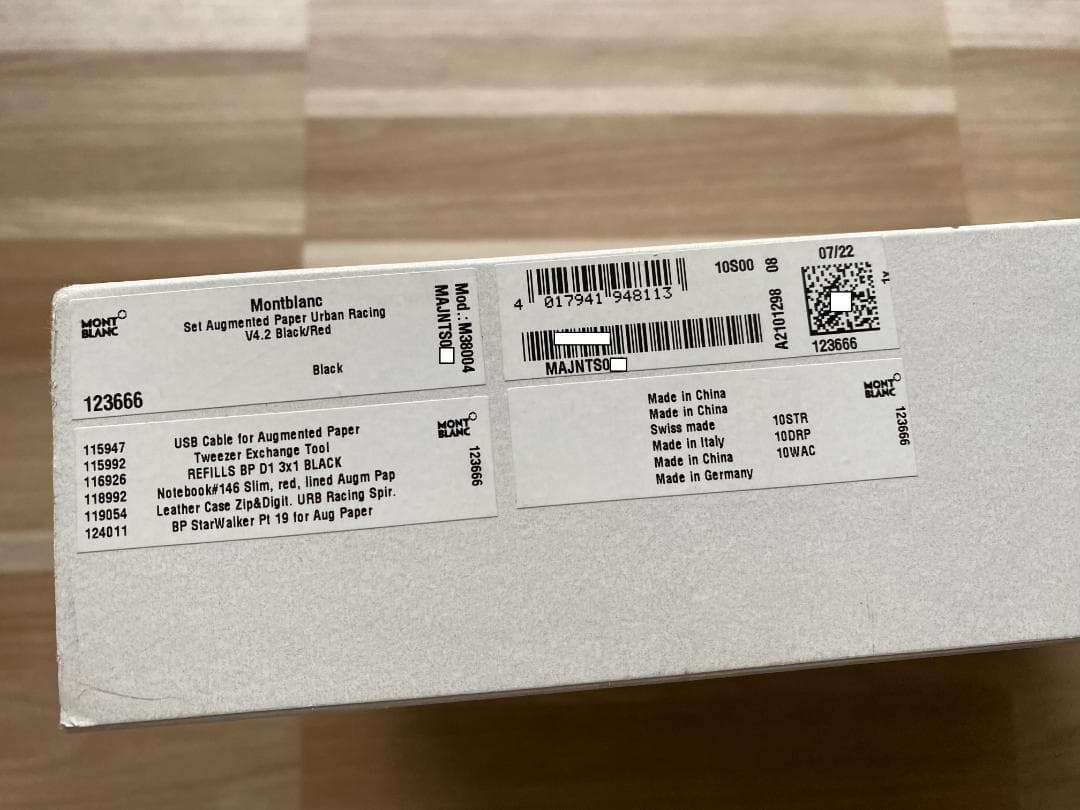 MONT
BLANC
Montblanc
Set Augmented Paper Urban Racing
V4.2 Black/Red
Black
123666
Mod.: M38004
MAJNTS0
4 017941 948113
MAJNTS0
10S00 08
A2101298
07/22
123666
115947 USB Cable for Augmented Paper
115992 Tweezer Exchange Tool
116926 REFILLS BP D1 3x1 BLACK
118992 Notebook#146 Slim, red, lined Augm Pap
119054 Leather Case Zip&Digit. URB Racing Spir.
124011 BP StarWalker Pt 19 for Aug Paper
MONT
BLANC
123666
Made in China
Made in China
Swiss made 10STR
Made in Italy 10DRP
Made in China 10WAC
Made in Germany
MONT
BLANC
123666